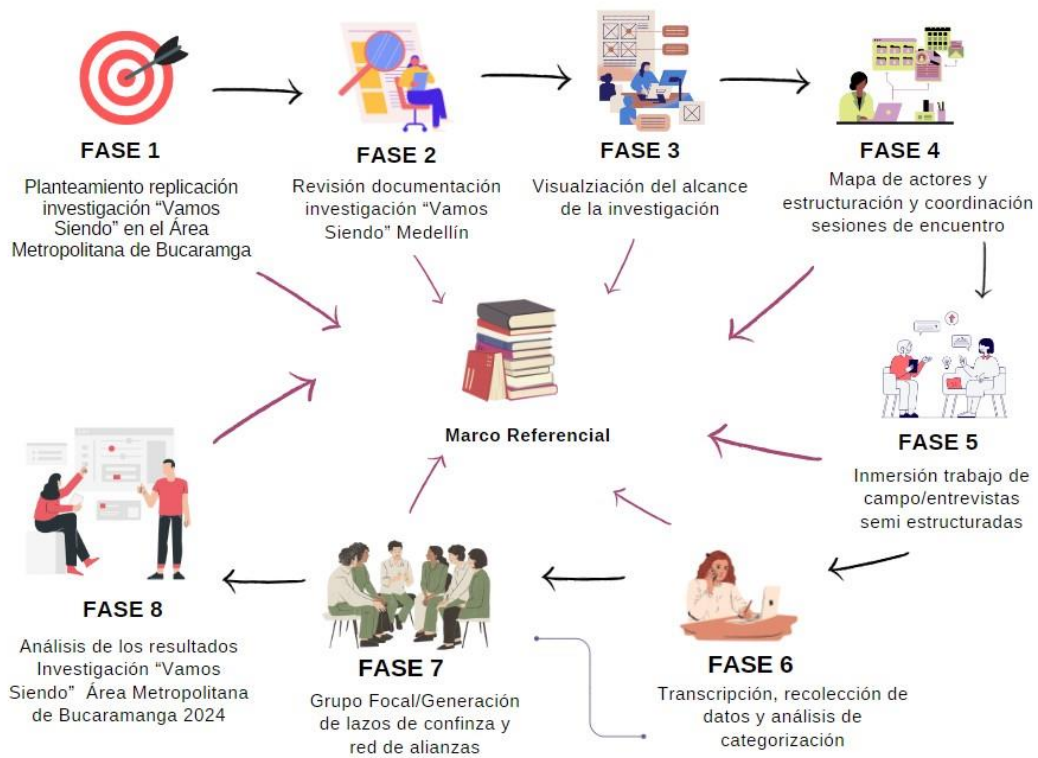 FASE 1
Planteamiento replicación
investigación “Vamos
Siendo” en el Área
Metropolitana de Bucaramga
FASE 2
Revisión documentación
investigación “Vamos
Siendo” Medellín
FASE 3
Visualziation del alcance
de la investigación
FASE 4
Mapa de actores y
estructuración y coordinación
sesiones de encuentro
Marco Referencial
FASE 5
Inmersión trabajo de
campo/entrevistas
semi estructuradas
FASE 6
Transcripción, recolección de
datos y análisis de
categorización
FASE 7
Grupo Focal/Generación
de lazos de confinza y
red de alianzas
FASE 8
Análisis de los resultados
Investigación “Vamos
Siendo” Área Metropolitana
de Bucaramanga 2024